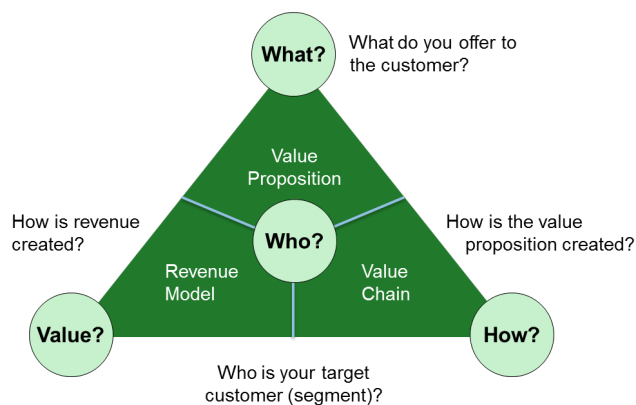 What?
What do you offer to
the customer?
Value
Proposition
How is revenue
created?
Who?
How is the value
proposition created?
Revenue
Model
Value
Chain
Value?
How?
Who is your target
customer (segment)?